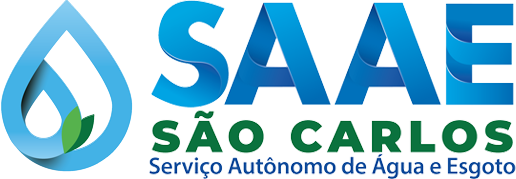 SAAE
SÃO CARLOS
Serviço Autônomo de Água e Esgoto